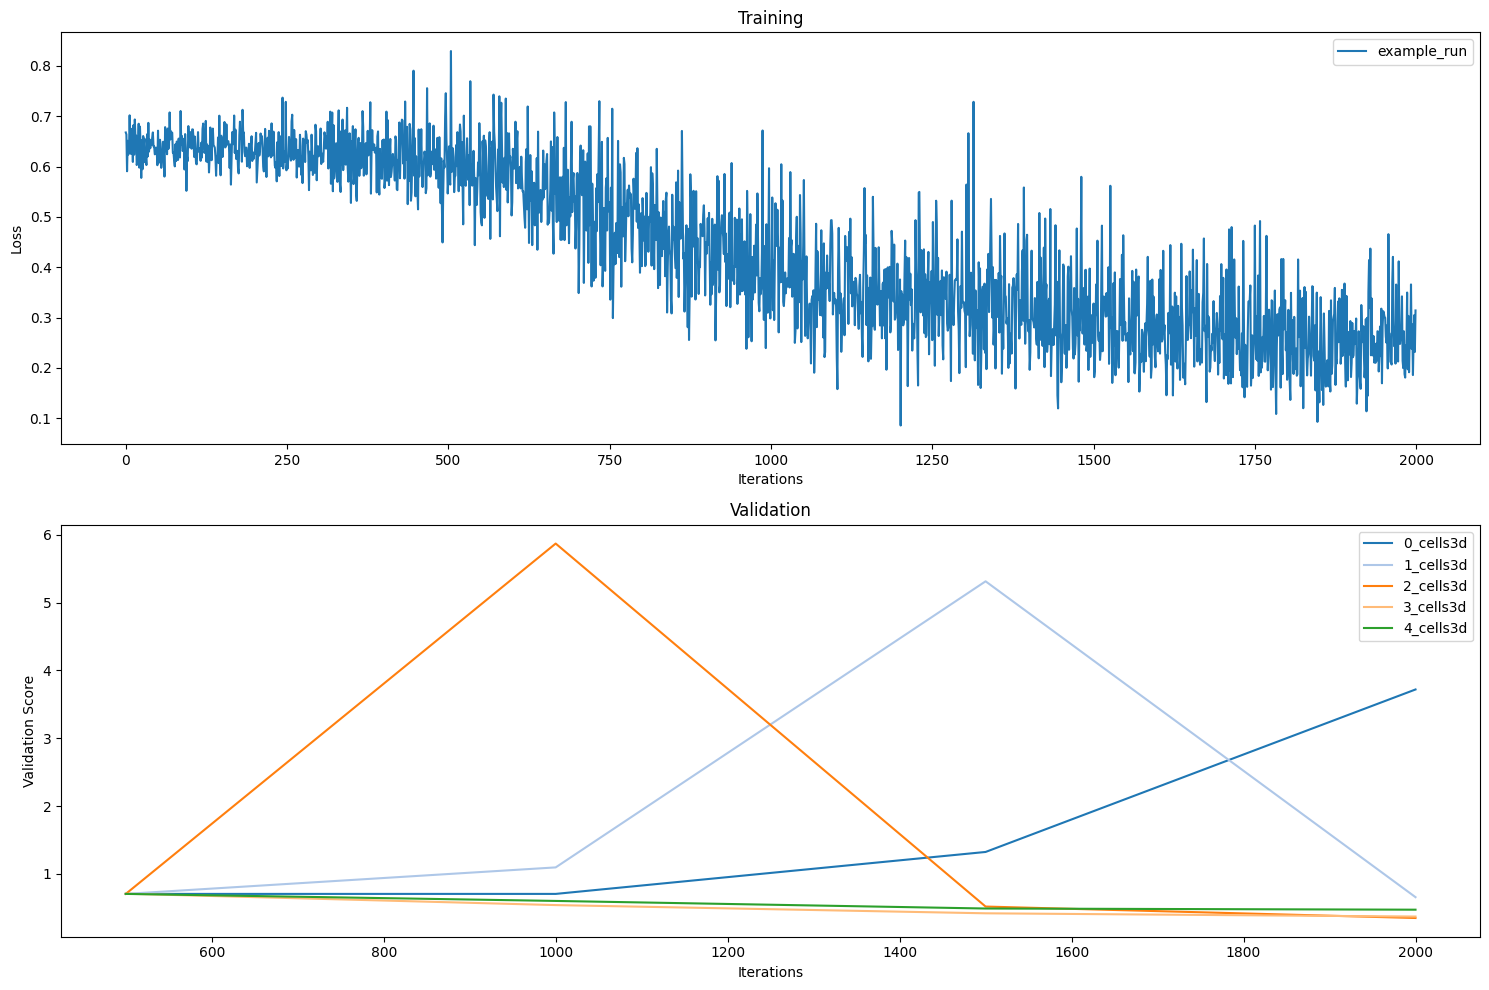 Training
example_run
Loss
0.8
0.7
0.6
0.5
0.4
0.3
0.2
0.1
0 250 500 750 1000 1250 1500 1750 2000
Iterations
Validation
0_cells3d
1_cells3d
2_cells3d
3_cells3d
4_cells3d
Validation Score
6
5
4
3
2
1
600 800 1000 1200 1400 1600 1800 2000
Iterations